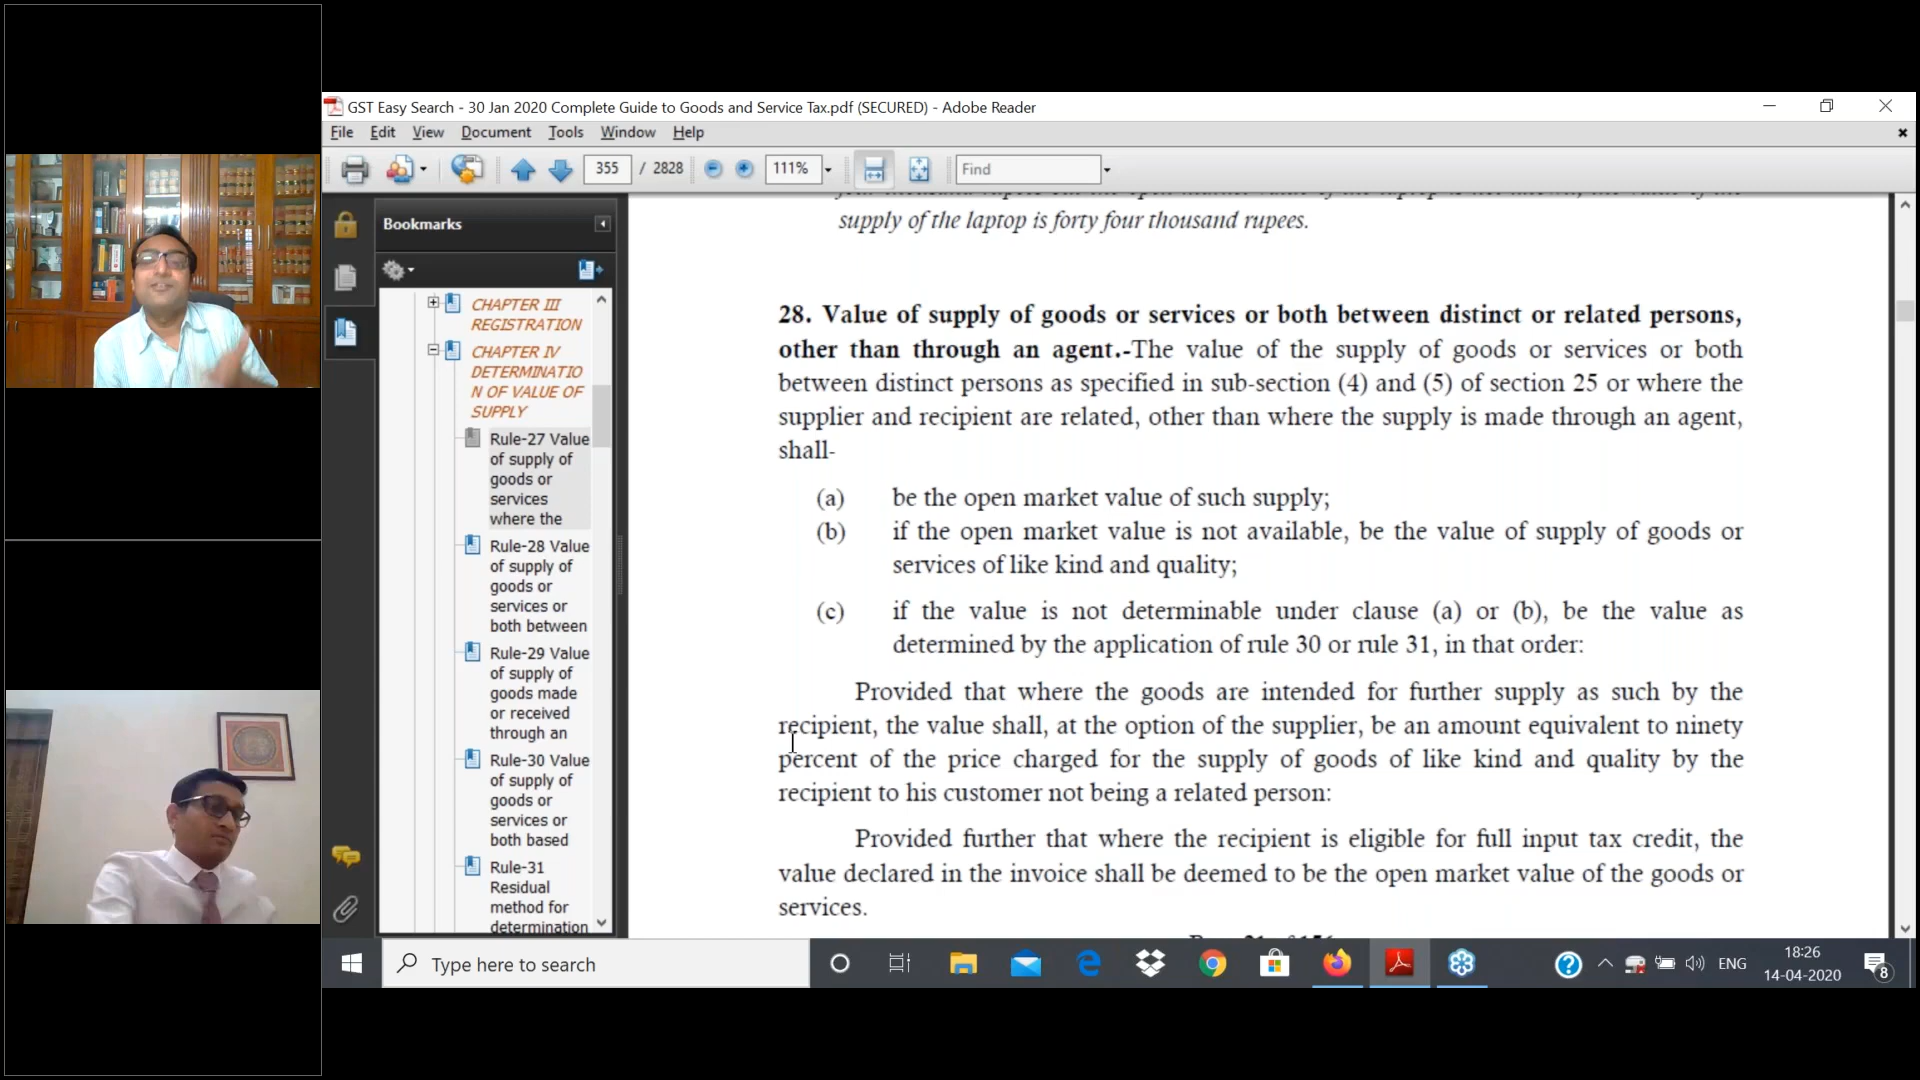 GST Easy Search - 30 Jan 2020 Complete Guide to Goods and Service Tax.pdf (SECURED) - Adobe Reader
File Edit View Document Tools Window Help
355 / 2828 111% Find
Bookmarks
CHAPTER III
REGISTRATION
CHAPTER IV
DETERMINATIO
N OF VALUE OF
SUPPLY
Rule-27 Value
of supply of
goods or
services
where the
Rule-28 Value
of supply of
goods or
services or
both between
Rule-29 Value
of supply of
goods made
or received
through an
Rule-30 Value
of supply of
goods or
services or
both based
Rule-31
Residual
method for
determination
supply of the laptop is forty four thousand rupees.
28. Value of supply of goods or services or both between distinct or related persons,
other than through an agent.-The value of the supply of goods or services or both
between distinct persons as specified in sub-section (4) and (5) of section 25 or where the
supplier and recipient are related, other than where the supply is made through an agent,
shall-
(a) be the open market value of such supply;
(b) if the open market value is not available, be the value of supply of goods or
services of like kind and quality;
(c) if the value is not determinable under clause (a) or (b), be the value as
determined by the application of rule 30 or rule 31, in that order:
Provided that where the goods are intended for further supply as such by the
recipient, the value shall, at the option of the supplier, be an amount equivalent to ninety
percent of the price charged for the supply of goods of like kind and quality by the
recipient to his customer not being a related person:
Provided further that where the recipient is eligible for full input tax credit, the
value declared in the invoice shall be deemed to be the open market value of the goods or
services.
Type here to search
ENG
18:26
14-04-2020
8